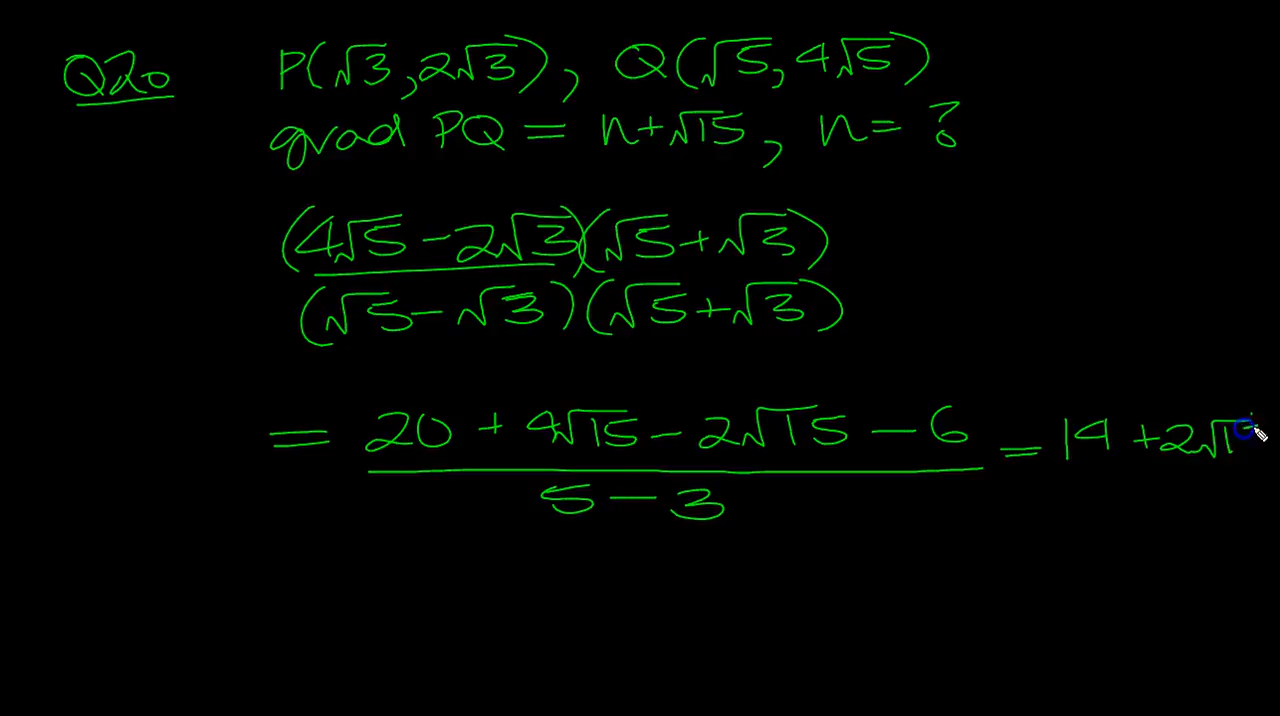 Q20 P(√3, 2√3), Q(√5, 4√5)
grad PQ = n+√15, n= ?
(4√5 - 2√3)(√5+√3)
(√5-√3)(√5+√3)
= 20 + 4√15 - 2√15 - 6 = 14 + 2√1
5 - 3